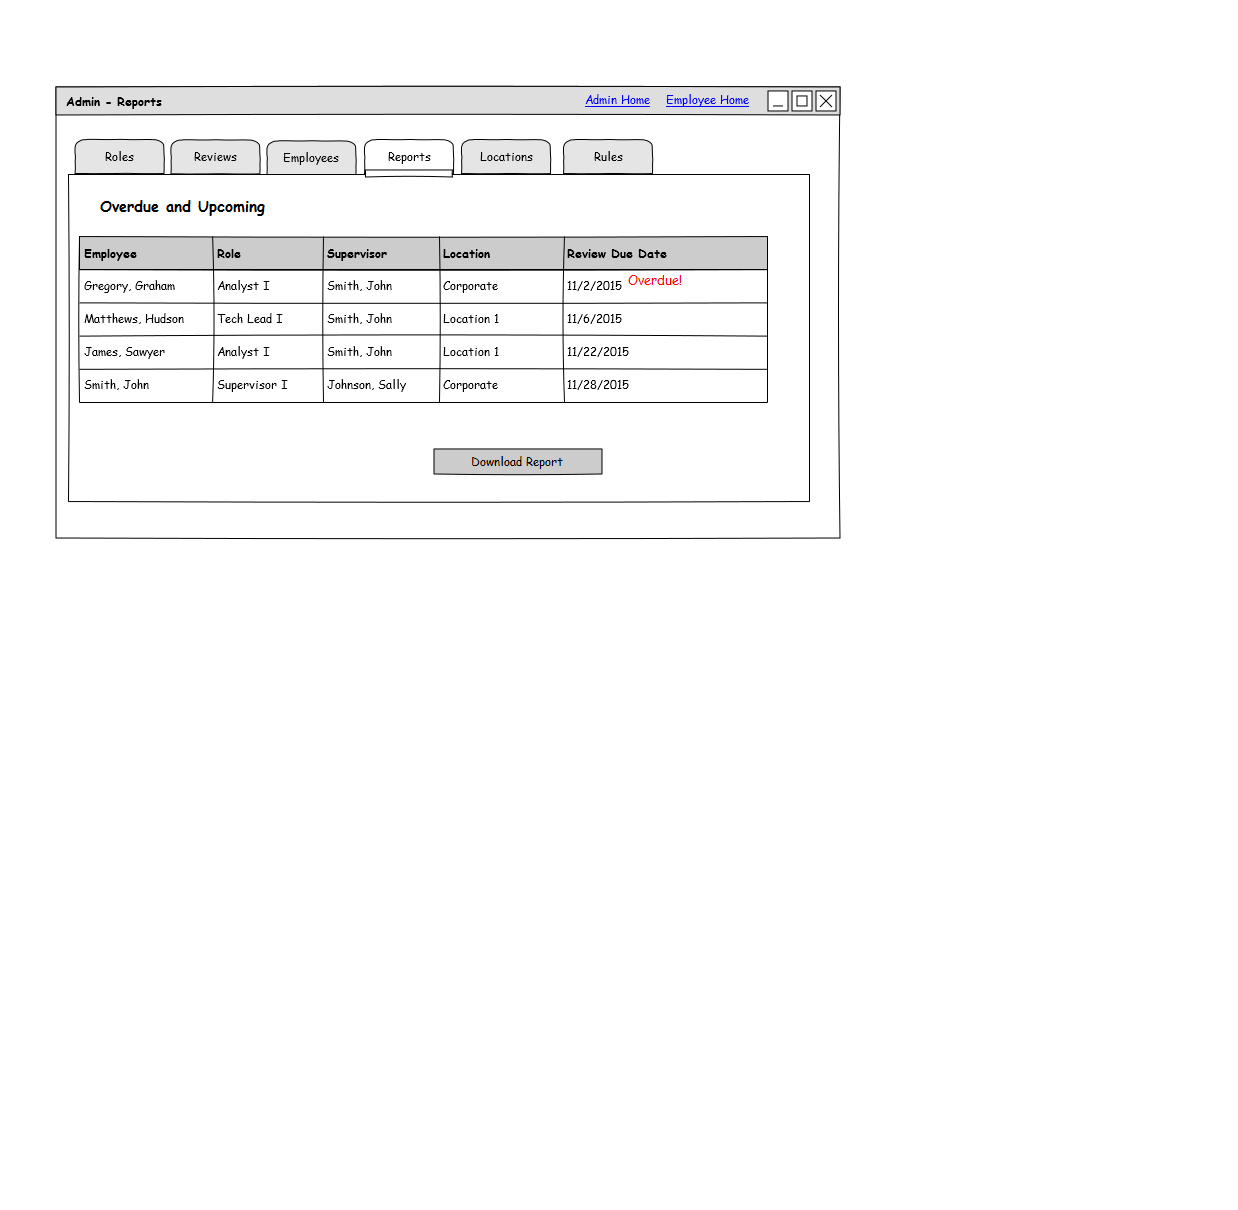 Admin - Reports Admin Home Employee Home
Roles Reviews Employees Reports Locations Rules
Overdue and Upcoming
Employee Role Supervisor Location Review Due Date
Gregory, Graham Analyst I Smith, John Corporate 11/2/2015 Overdue!
Matthews, Hudson Tech Lead I Smith, John Location 1 11/6/2015
James, Sawyer Analyst I Smith, John Location 1 11/22/2015
Smith, John Supervisor I Johnson, Sally Corporate 11/28/2015
Download Report